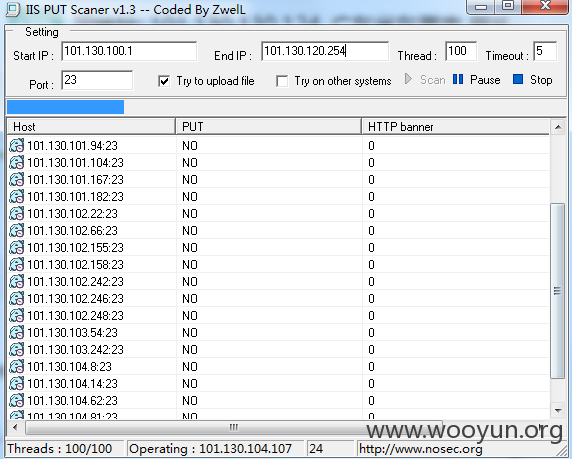 IIS PUT Scaner v1.3 -- Coded By ZwelL
Setting
Start IP : 101.130.100.1 End IP : 101.130.120.254 Thread : 100 Timeout : 5
Port : 23 Try to upload file Try on other systems Scan Pause Stop
Host PUT HTTP banner
101.130.101.94:23 NO 0
101.130.101.104:23 NO 0
101.130.101.167:23 NO 0
101.130.101.182:23 NO 0
101.130.102.22:23 NO 0
101.130.102.66:23 NO 0
101.130.102.155:23 NO 0
101.130.102.158:23 NO 0
101.130.102.242:23 NO 0
101.130.102.246:23 NO 0
101.130.102.248:23 NO 0
101.130.103.54:23 NO 0
101.130.103.242:23 NO 0
101.130.104.8:23 NO 0
101.130.104.14:23 NO 0
101.130.104.62:23 NO 0
101.130.104.81:23 NO 0
www.wooyun.org
Threads : 100/100 Operating : 101.130.104.107 24 http://www.nosec.org